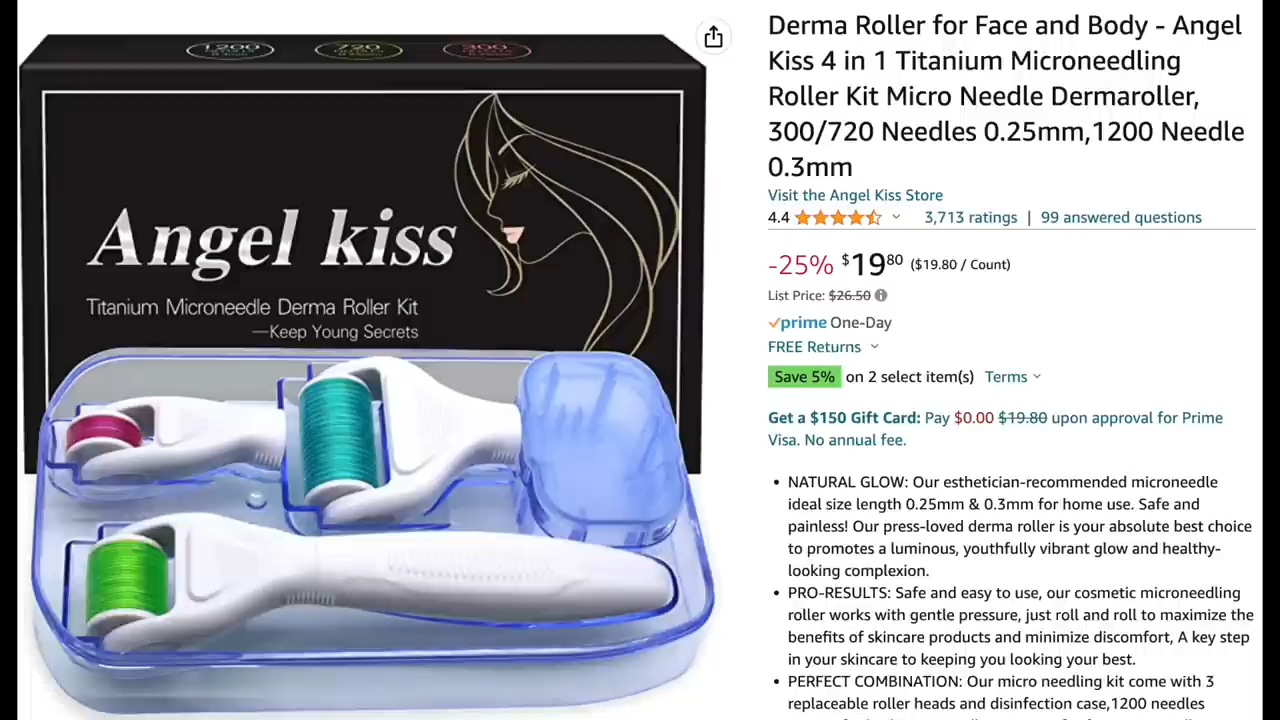 1200
720
300
Angel kiss
Titanium Microneedle Derma Roller Kit
—Keep Young Secrets
Derma Roller for Face and Body - Angel
Kiss 4 in 1 Titanium Microneedling
Roller Kit Micro Needle Dermaroller,
300/720 Needles 0.25mm,1200 Needle
0.3mm
Visit the Angel Kiss Store
4.4 3,713 ratings | 99 answered questions
-25% $19 80 ($19.80 / Count)
List Price: $26.50
prime One-Day
FREE Returns
Save 5% on 2 select item(s) Terms
Get a $150 Gift Card: Pay $0.00 $19.80 upon approval for Prime
Visa. No annual fee.
• NATURAL GLOW: Our esthetician-recommended microneedle
ideal size length 0.25mm & 0.3mm for home use. Safe and
painless! Our press-loved derma roller is your absolute best choice
to promotes a luminous, youthfully vibrant glow and healthy-
looking complexion.
• PRO-RESULTS: Safe and easy to use, our cosmetic microneedling
roller works with gentle pressure, just roll and roll to maximize the
benefits of skincare products and minimize discomfort, A key step
in your skincare to keeping you looking your best.
• PERFECT COMBINATION: Our micro needling kit come with 3
replaceable roller heads and disinfection case,1200 needles